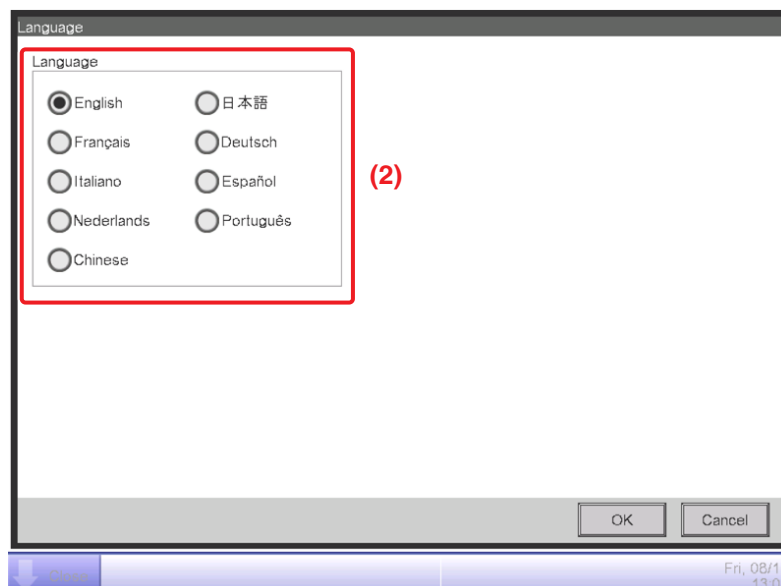 Language
Language
English
日本語
Français
Deutsch
Italiano
Español
(2)
Nederlands
Português
Chinese
OK
Cancel
Fri, 08/1